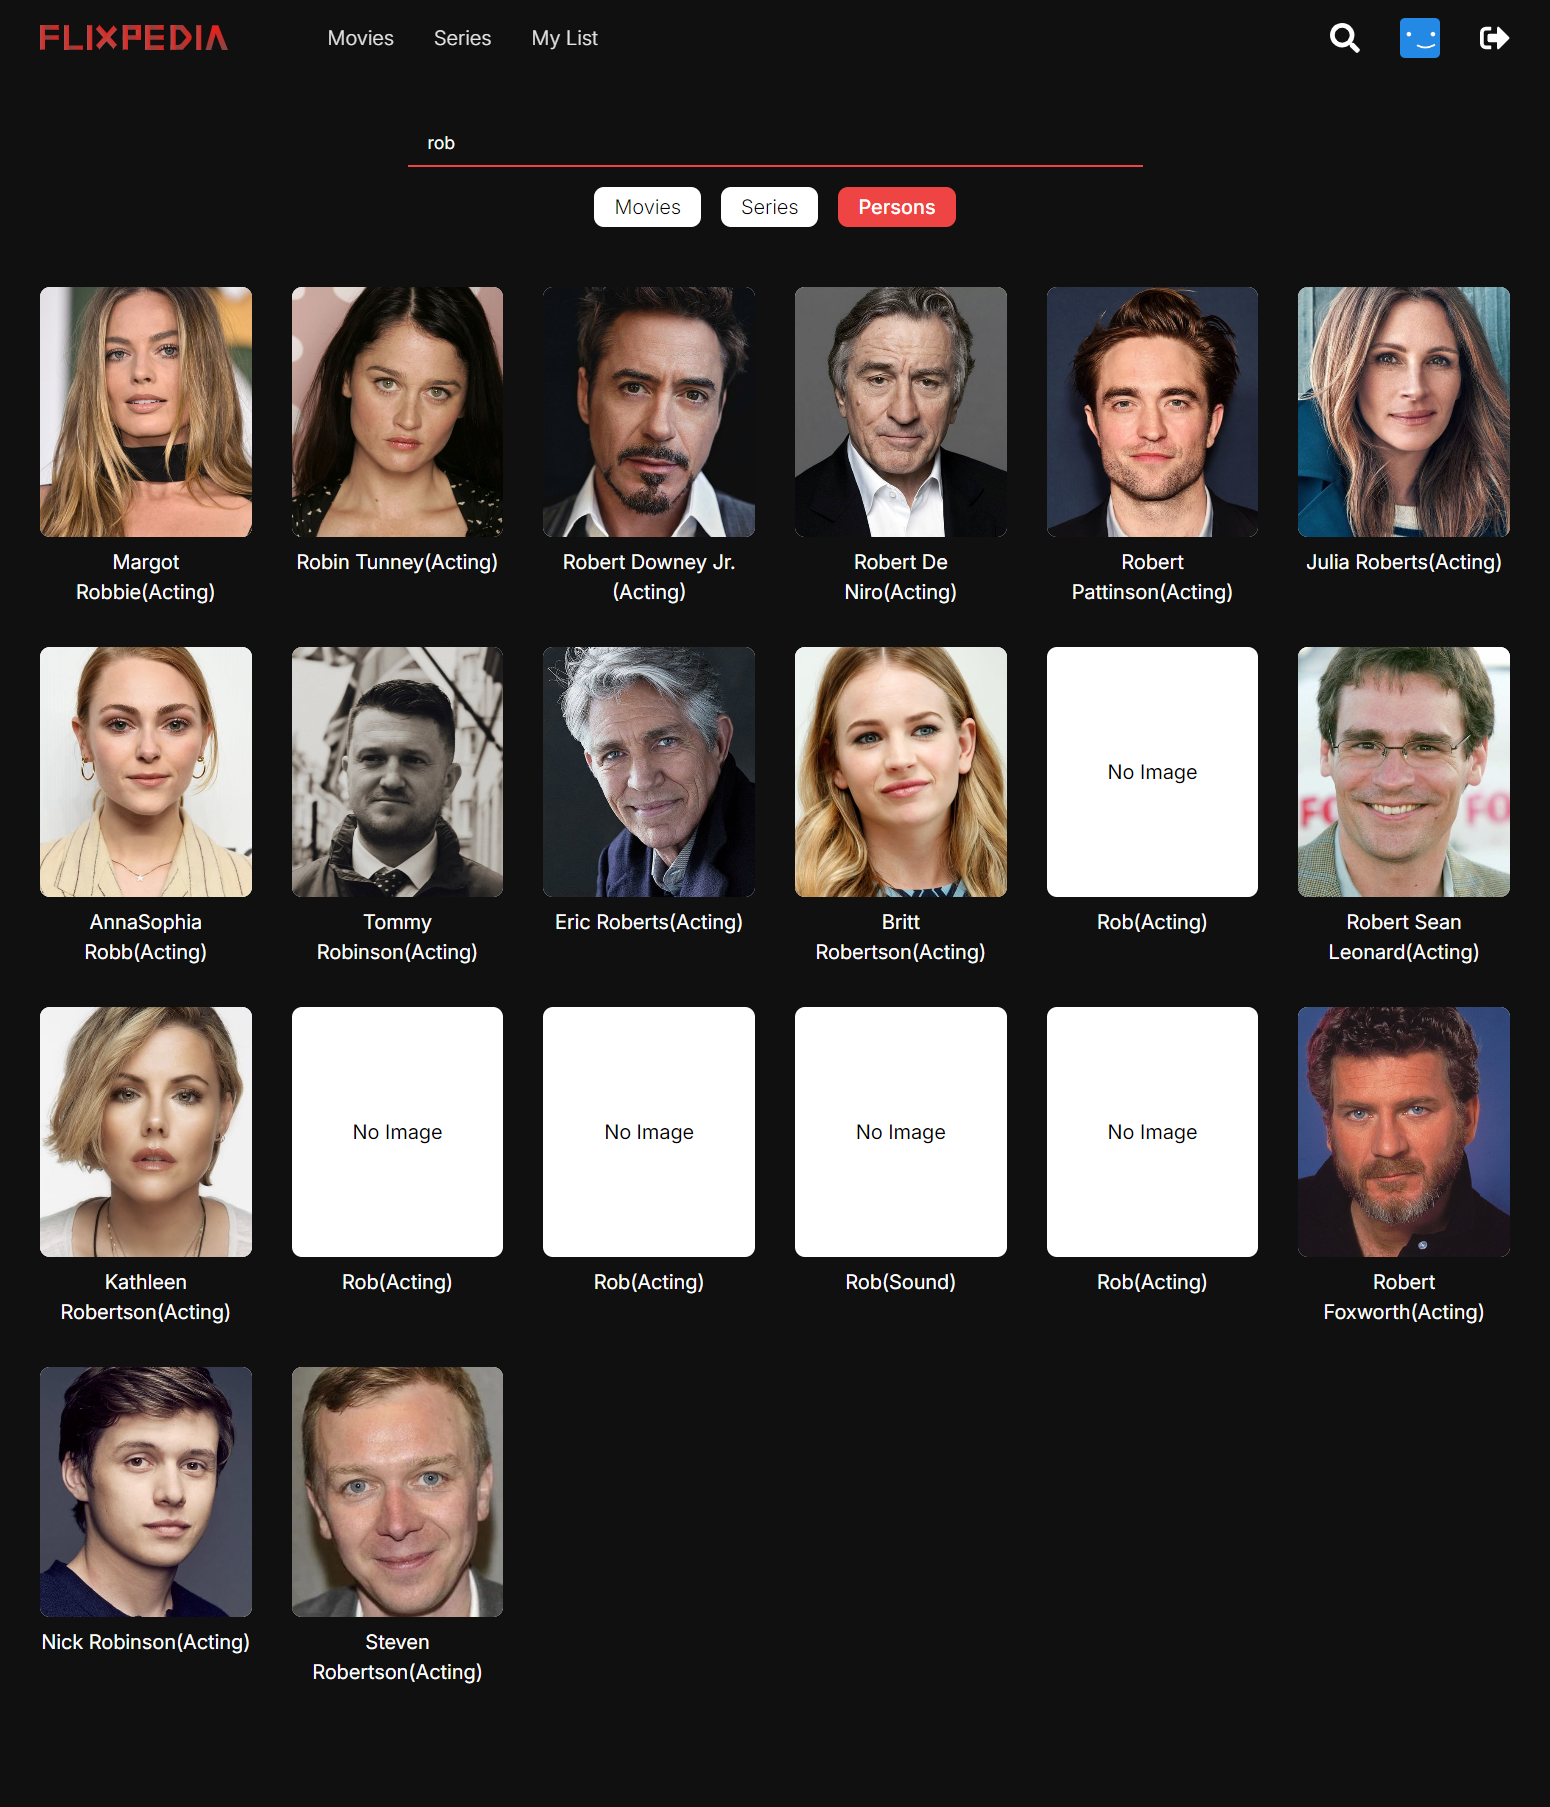 FLIXPEDIA
Movies
Series
My List
rob
Movies
Series
Persons
Margot
Robbie(Acting)
Robin Tunney(Acting)
Robert Downey Jr.
(Acting)
Robert De
Niro(Acting)
Robert
Pattinson(Acting)
Julia Roberts(Acting)
No Image
FO
FO
AnnaSophia
Robb(Acting)
Tommy
Robinson(Acting)
Eric Roberts(Acting)
Britt
Robertson(Acting)
Rob(Acting)
Robert Sean
Leonard(Acting)
No Image
No Image
No Image
No Image
Kathleen
Robertson(Acting)
Rob(Acting)
Rob(Acting)
Rob(Sound)
Rob(Acting)
Robert
Foxworth(Acting)
Nick Robinson(Acting)
Steven
Robertson(Acting)